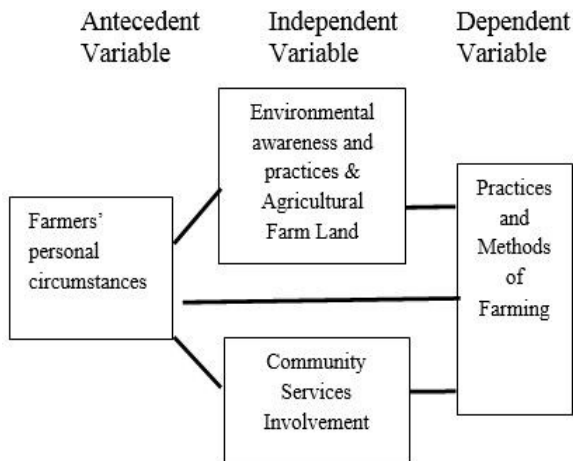 Antecedent
Variable
Independent
Variable
Dependent
Variable
Environmental
awareness and
practices &
Agricultural
Farm Land
Farmers'
personal
circumstances
Practices
and
Methods
of
Farming
Community
Services
Involvement